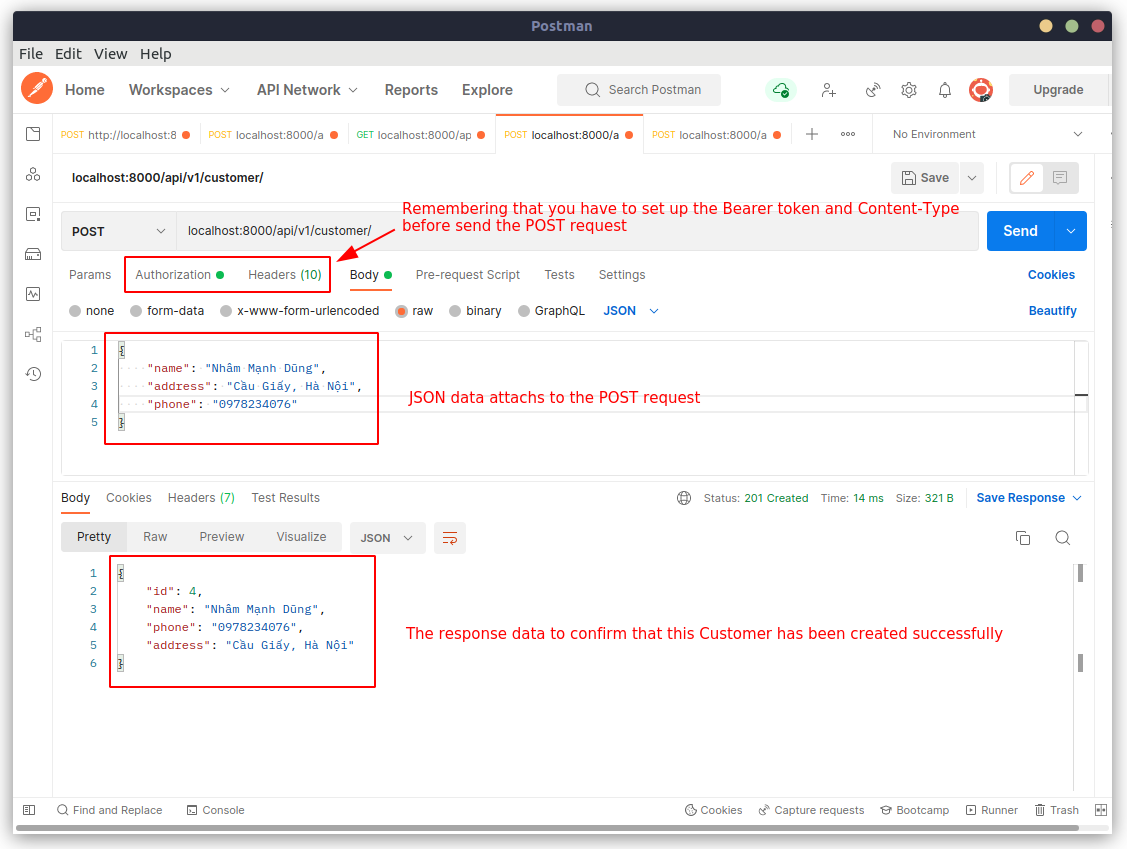 Postman
File Edit View Help
Home Workspaces API Network Reports Explore Search Postman Upgrade
POST http://localhost:8 POST localhost:8000/a GET localhost:8000/ap POST localhost:8000/a POST localhost:8000/a No Environment
localhost:8000/api/v1/customer/ Save
Remembering that you have to set up the Bearer token and Content-Type
before send the POST request
POST localhost:8000/api/v1/customer/ Send
Params Authorization Headers (10) Body Pre-request Script Tests Settings Cookies
none form-data x-www-form-urlencoded raw binary GraphQL JSON Beautify
1 {
2 "name": "Nhâm Mạnh Dũng",
3 "address": "Cầu Giấy, Hà Nội",
4 "phone": "0978234076"
5 }
JSON data attachs to the POST request
Body Cookies Headers (7) Test Results Status: 201 Created Time: 14 ms Size: 321 B Save Response
Pretty Raw Preview Visualize JSON
1 {
2 "id": 4,
3 "name": "Nhâm Mạnh Dũng",
4 "phone": "0978234076",
5 "address": "Cầu Giấy, Hà Nội"
6 }
The response data to confirm that this Customer has been created successfully
Find and Replace Console Cookies Capture requests Bootcamp Runner Trash